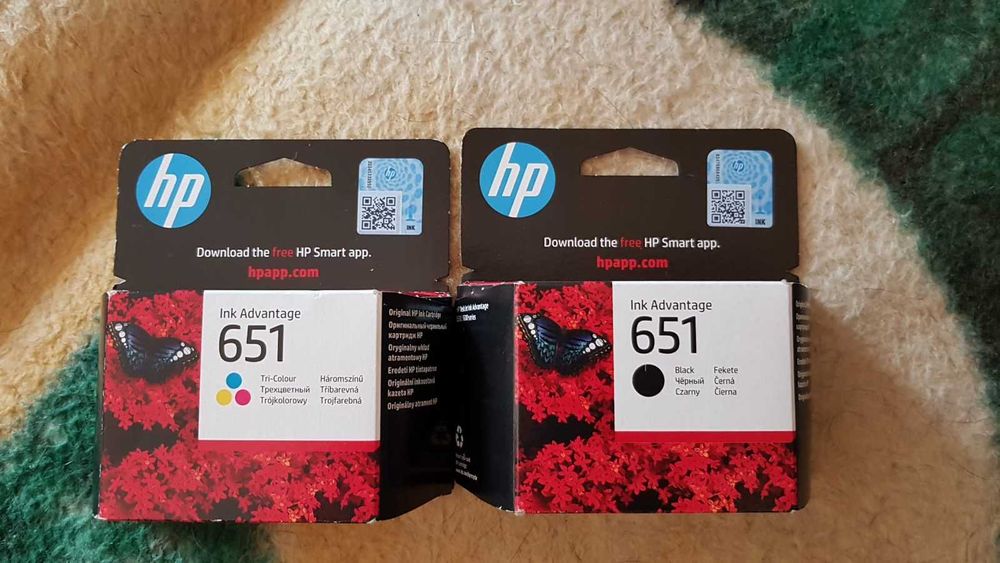 hp
INK
Download the free HP Smart app.
hpapp.com
Ink Advantage
651
Tri-Colour
Трехцветный
Trójkolorowy
Háromszínű
Tříbarevná
Trojfarebná
Original HP Ink Cartridge
Оригинальный чернильный
картридж HP
Oryginalny wkład
atramentowy HP
Eredeti HP tintapatron
Originální inkoustová
kazeta HP
Originálny atrament HP
hp
hp
INK
Download the free HP Smart app.
hpapp.com
Ink Advantage
651
Black
Чёрный
Czarny
Fekete
Černá
Čierna